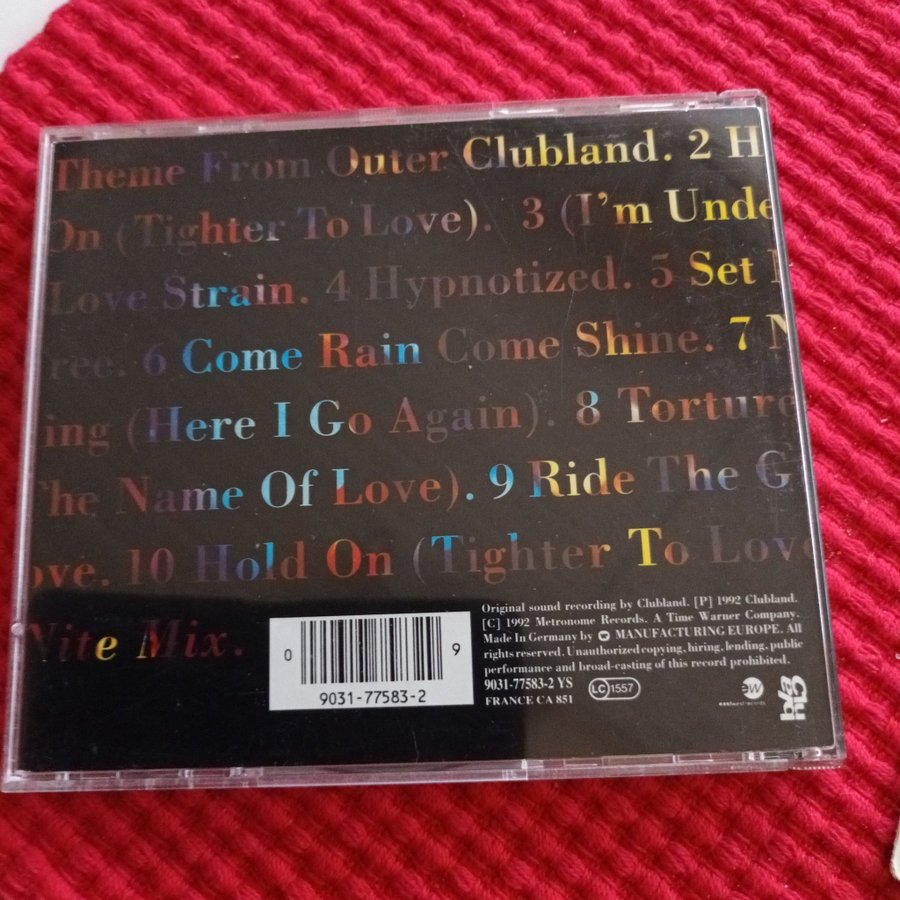 Theme From Outer Clubland. 2 H
On (Tighter To Love). 3 (I'm Unde
Love Strain. 4 Hypnotized. 5 Set
ree. 6 Come Rain Come Shine. 7 N
ing (Here I Go Again). 8 Torture
The Name Of Love). 9 Ride The G
ove. 10 Hold On (Tighter To Love
Nite Mix.
0
9
9031-77583-2
Original sound recording by Clubland. [P] 1992 Clubland.
[C] 1992 Metronome Records. A Time Warner Company.
Made In Germany by MANUFACTURING EUROPE. All
rights reserved. Unauthorized copying, hiring, lending, public
performance and broad-casting of this record prohibited.
9031-77583-2 YS
FRANCE CA 851
LC 1557
ew
eastwest records